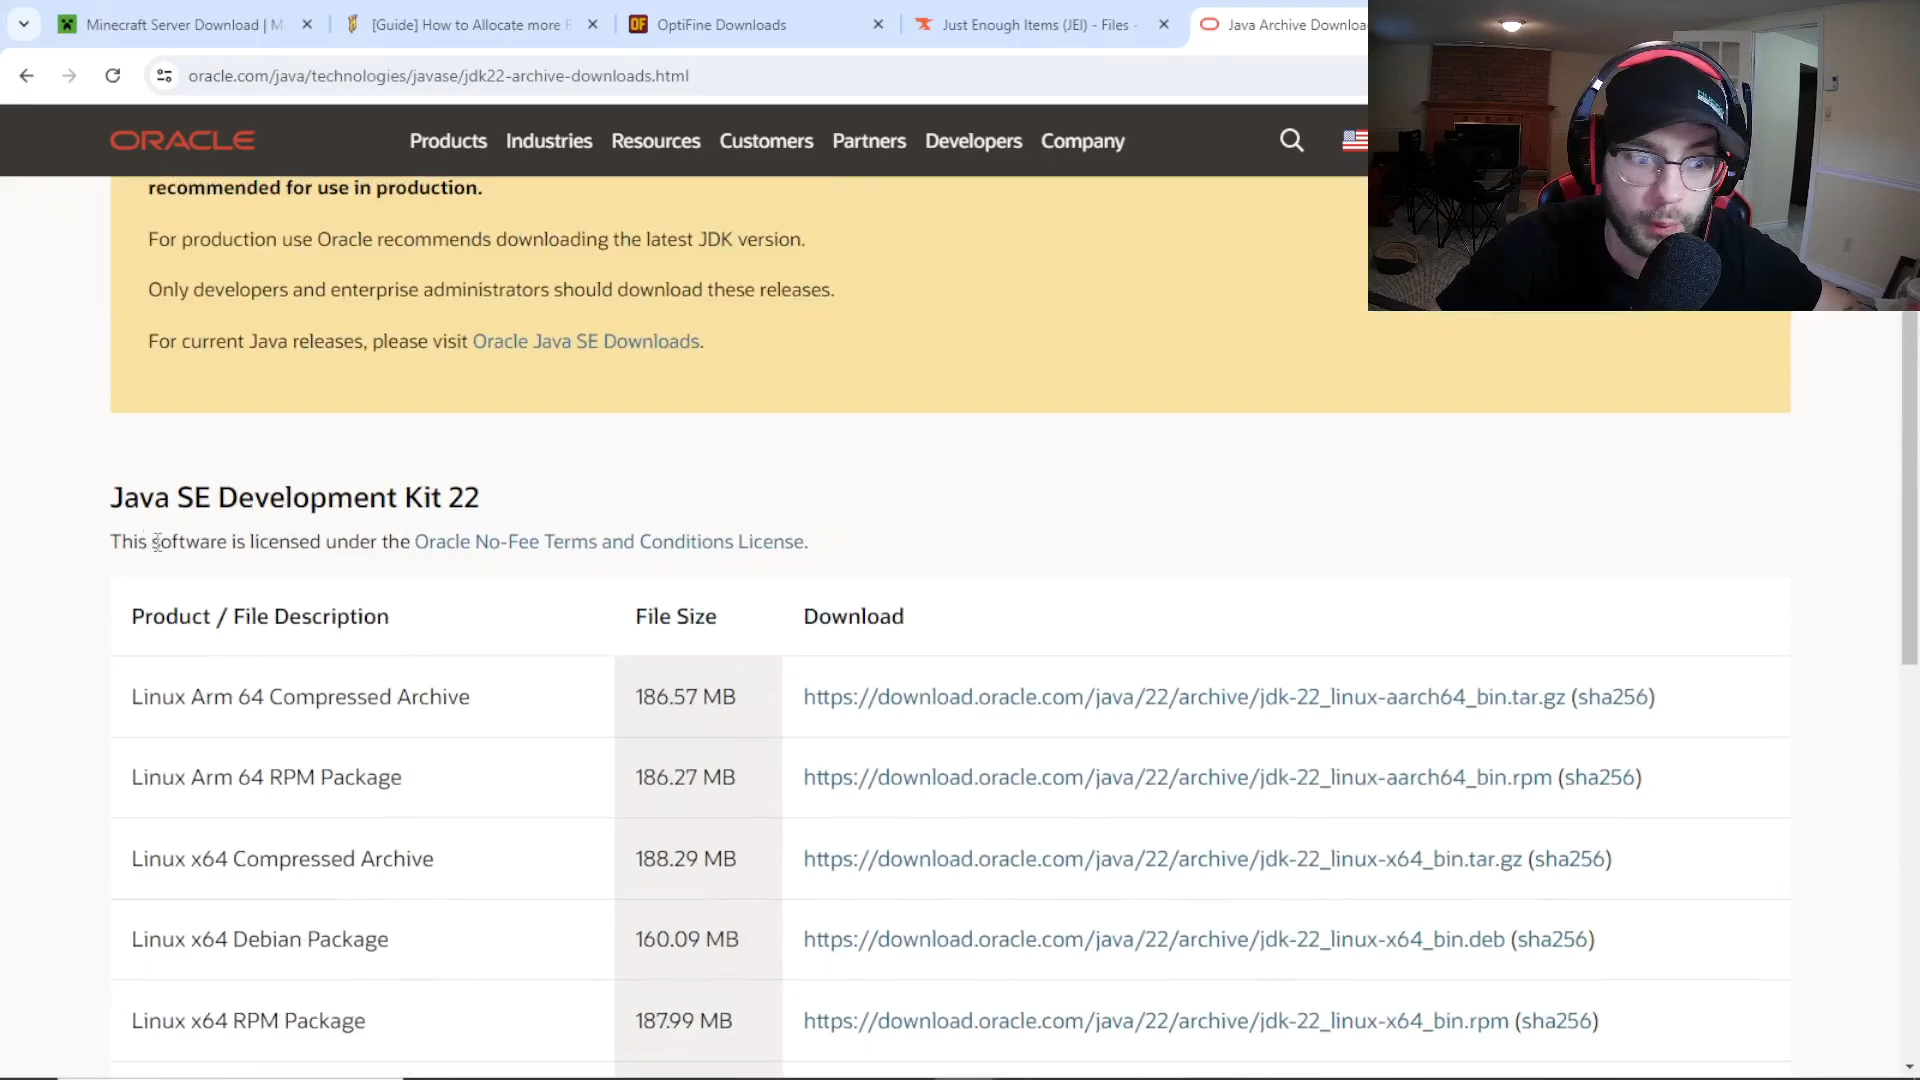 Minecraft Server Download | M
[Guide] How to Allocate more R
OptiFine Downloads
Just Enough Items (JEI) - Files -
Java Archive Downloa
oracle.com/java/technologies/javase/jdk22-archive-downloads.html
ORACLE
Products Industries Resources Customers Partners Developers Company
recommended for use in production.
For production use Oracle recommends downloading the latest JDK version.
Only developers and enterprise administrators should download these releases.
For current Java releases, please visit Oracle Java SE Downloads.
Java SE Development Kit 22
This software is licensed under the Oracle No-Fee Terms and Conditions License.
Product / File Description File Size Download
Linux Arm 64 Compressed Archive 186.57 MB https://download.oracle.com/java/22/archive/jdk-22_linux-aarch64_bin.tar.gz (sha256)
Linux Arm 64 RPM Package 186.27 MB https://download.oracle.com/java/22/archive/jdk-22_linux-aarch64_bin.rpm (sha256)
Linux x64 Compressed Archive 188.29 MB https://download.oracle.com/java/22/archive/jdk-22_linux-x64_bin.tar.gz (sha256)
Linux x64 Debian Package 160.09 MB https://download.oracle.com/java/22/archive/jdk-22_linux-x64_bin.deb (sha256)
Linux x64 RPM Package 187.99 MB https://download.oracle.com/java/22/archive/jdk-22_linux-x64_bin.rpm (sha256)